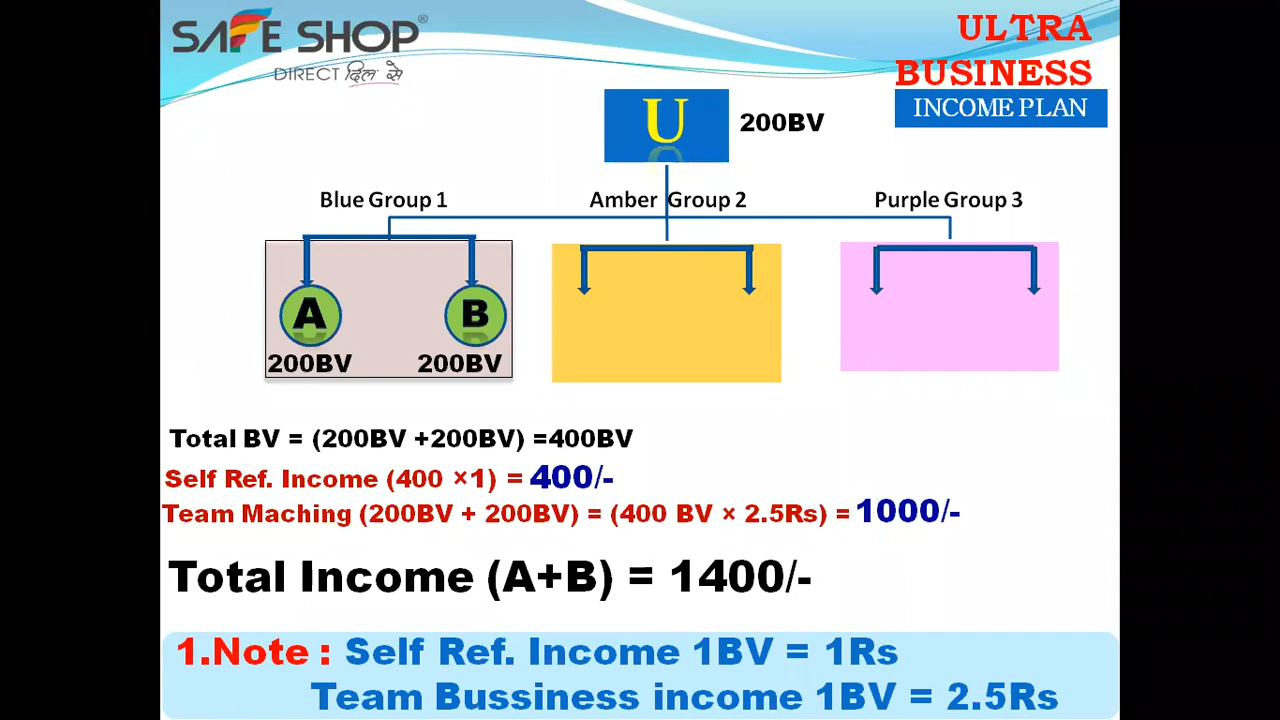 SAFE SHOP®
DIRECT दिल से
ULTRA
BUSINESS
INCOME PLAN
U
200BV
Blue Group 1
Amber Group 2
Purple Group 3
A
B
200BV
200BV
Total BV = (200BV +200BV) =400BV
Self Ref. Income (400 ×1) = 400/-
Team Maching (200BV + 200BV) = (400 BV × 2.5Rs) = 1000/-
Total Income (A+B) = 1400/-
1.Note : Self Ref. Income 1BV = 1Rs
Team Bussiness income 1BV = 2.5Rs